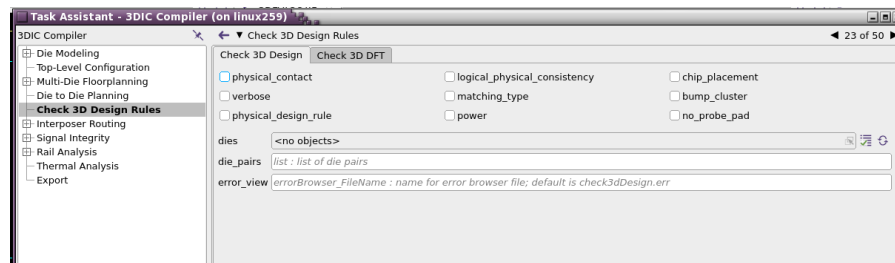 Task Assistant - 3DIC Compiler (on linux259)
3DIC Compiler
Check 3D Design Rules
23 of 50
Die Modeling
Top-Level Configuration
Multi-Die Floorplanning
Die to Die Planning
Check 3D Design Rules
Interposer Routing
Signal Integrity
Rail Analysis
Thermal Analysis
Export
Check 3D Design
Check 3D DFT
physical_contact logical_physical_consistency chip_placement
verbose matching_type bump_cluster
physical_design_rule power no_probe_pad
dies <no objects>
die_pairs list : list of die pairs
error_view errorBrowser_FileName : name for error browser file; default is check3dDesign.err